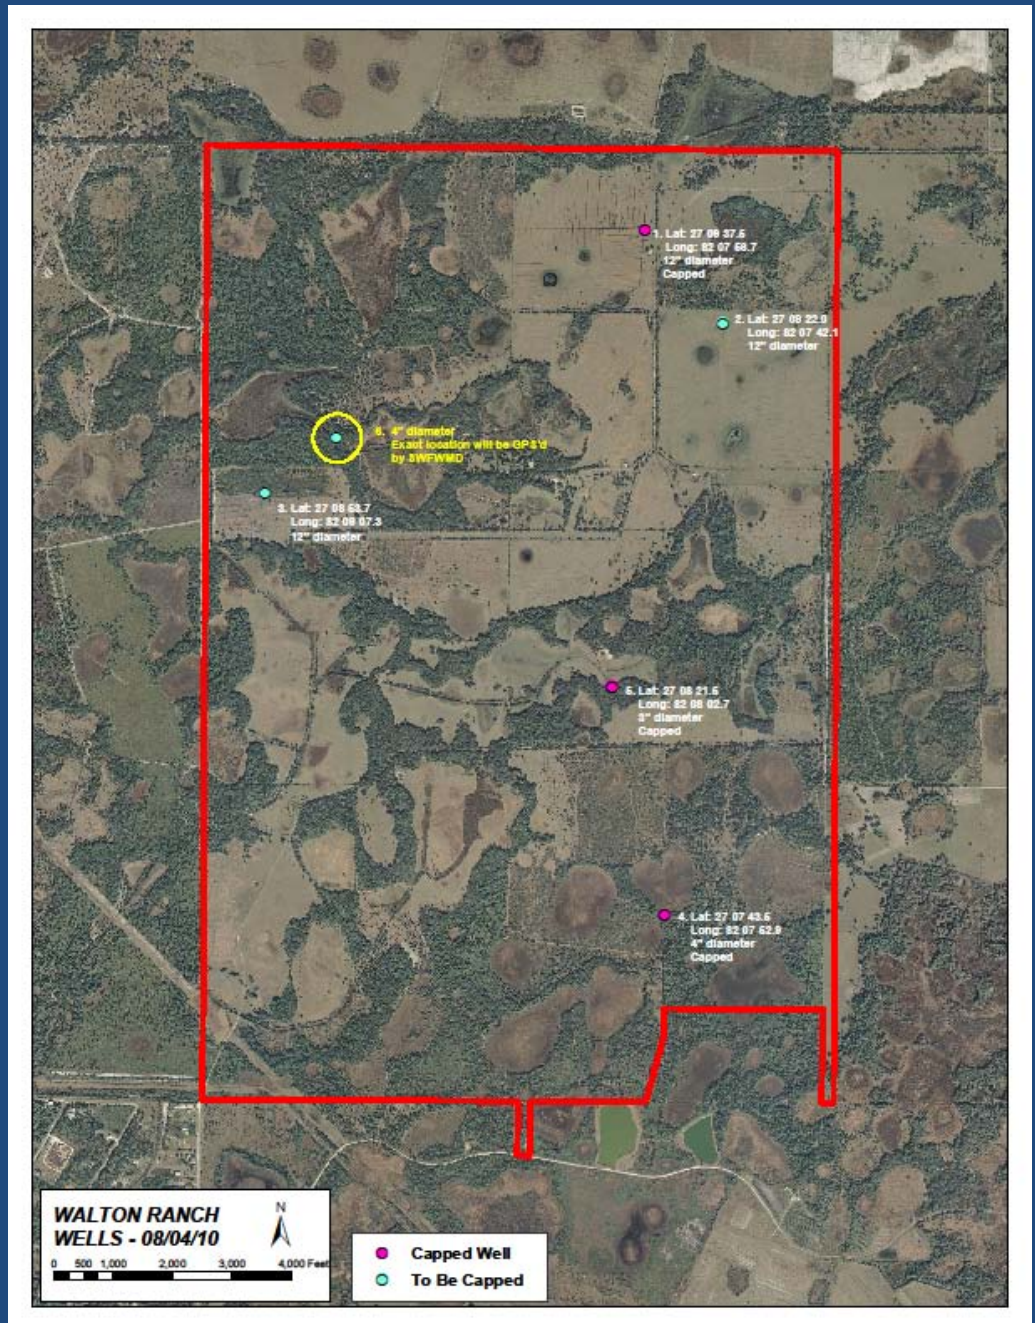 1. Lat: 27 09 37.5
Long: 82 07 58.7
12" diameter
Capped
2. Lat: 27 09 22.0
Long: 82 07 42.1
12" diameter
6. 4" diameter
Exact location will be GPS'd
by SWFWMD
3. Lat: 27 08 53.7
Long: 82 09 07.3
12" diameter
5. Lat: 27 08 21.5
Long: 82 08 02.7
3" diameter
Capped
4. Lat: 27 07 43.5
Long: 82 07 52.9
4" diameter
Capped
WALTON RANCH
WELLS - 08/04/10
N
0 500 1,000 2,000 3,000 4,000 Feet
Capped Well
To Be Capped